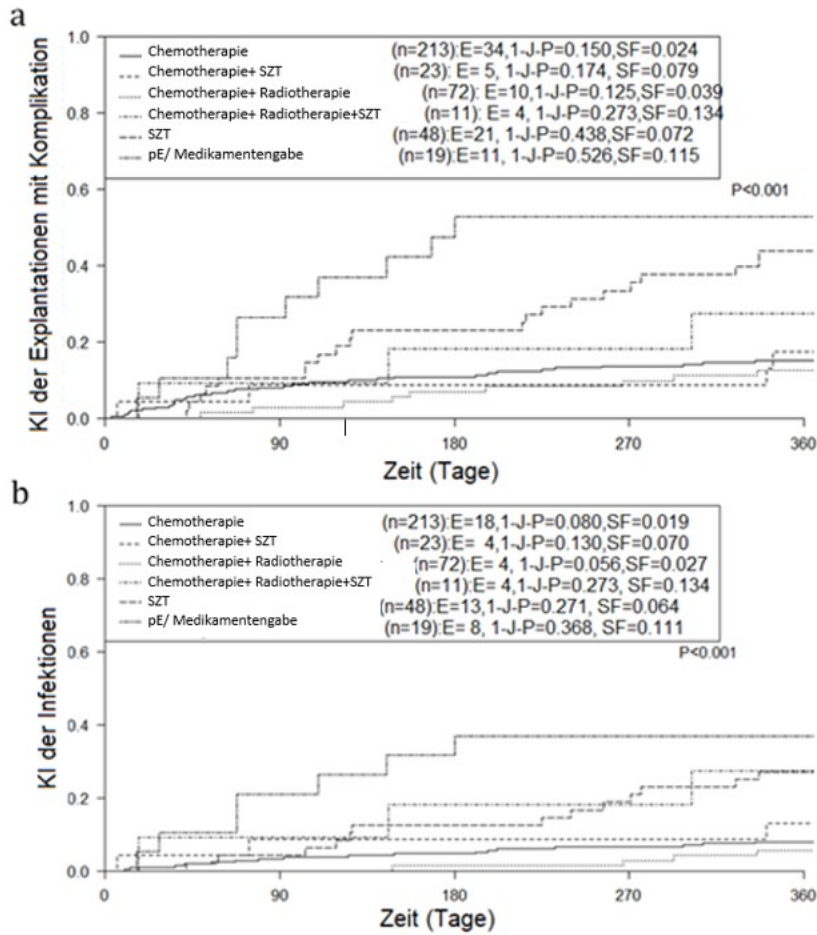 a
KI der Explantationen mit Komplikation
1.0
0.8
0.6
0.4
0.2
0.0
Chemotherapie (n=213):E=34,1-J-P=0.150,SF=0.024
Chemotherapie+ SZT (n=23): E= 5, 1-J-P=0.174, SF=0.079
Chemotherapie+ Radiotherapie (n=72): E=10,1-J-P=0.125,SF=0.039
Chemotherapie+ Radiotherapie+SZT (n=11): E= 4,1-J-P=0.273,SF=0.134
SZT (n=48):E=21, 1-J-P=0.438,SF=0.072
pE/ Medikamentengabe (n=19):E=11, 1-J-P=0.526,SF=0.115
P<0.001
0 90 180 270 360
Zeit (Tage)
b
KI der Infektionen
1.0
0.8
0.6
0.4
0.2
0.0
Chemotherapie (n=213):E=18,1-J-P=0.080,SF=0.019
Chemotherapie+ SZT (n=23):E= 4,1-J-P=0.130,SF=0.070
Chemotherapie+ Radiotherapie (n=72):E= 4,1-J-P=0.056,SF=0.027
Chemotherapie+ Radiotherapie+SZT (n=11):E=4,1-J-P=0.273, SF=0.134
SZT (n=48):E=13,1-J-P=0.271, SF=0.064
pE/ Medikamentengabe (n=19):E= 8, 1-J-P=0.368, SF=0.111
P<0.001
0 90 180 270 360
Zeit (Tage)